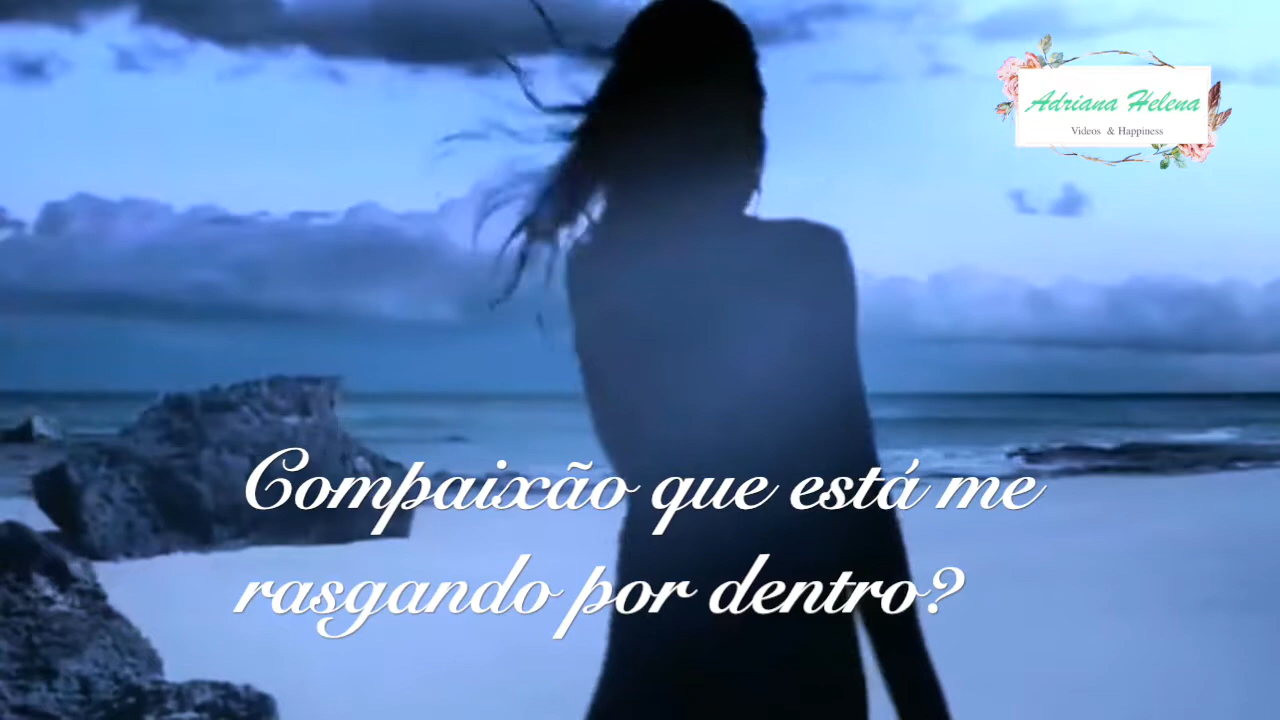 Adriana Helena
Videos & Happiness
Compaixão que está me
rasgando por dentro?